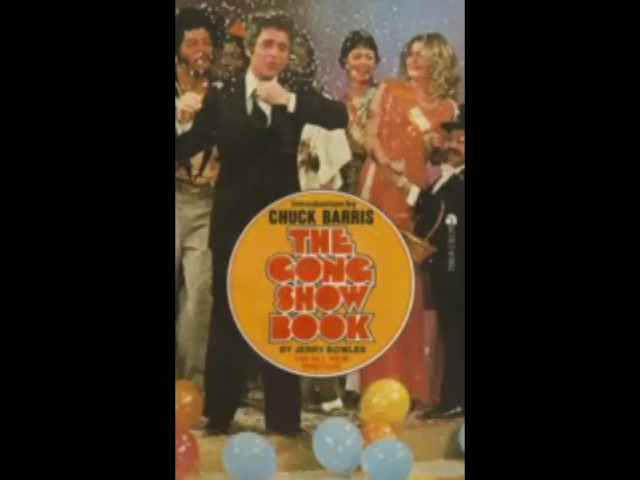 Introduction by
CHUCK BARRIS
THE
GONG
SHOW
BOOK
BY JERRY BOWLES